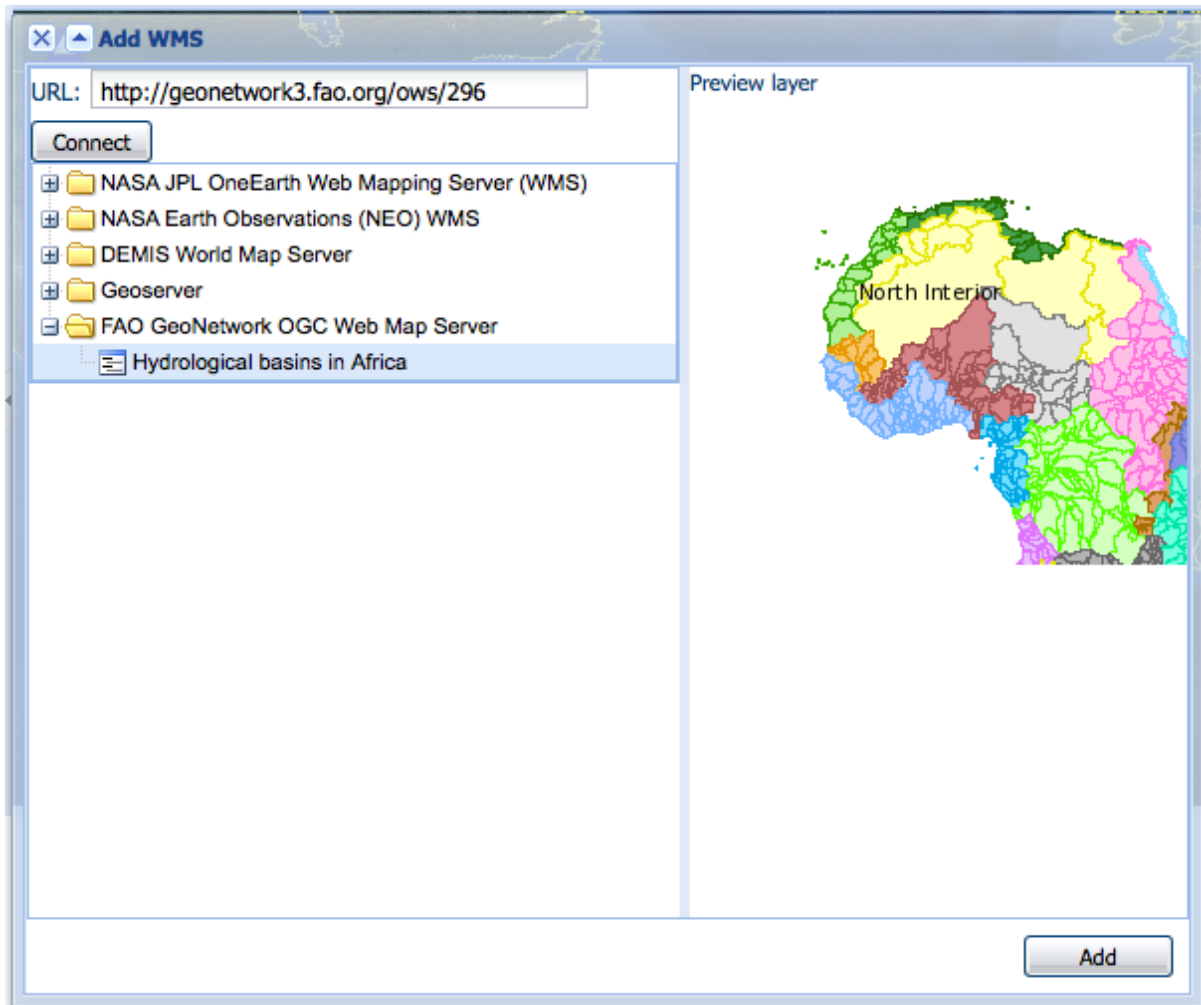 Add WMS
URL: http://geonetwork3.fao.org/ows/296
Connect
NASA JPL OneEarth Web Mapping Server (WMS)
NASA Earth Observations (NEO) WMS
DEMIS World Map Server
Geoserver
FAO GeoNetwork OGC Web Map Server
Hydrological basins in Africa
Preview layer
North Interior
Add